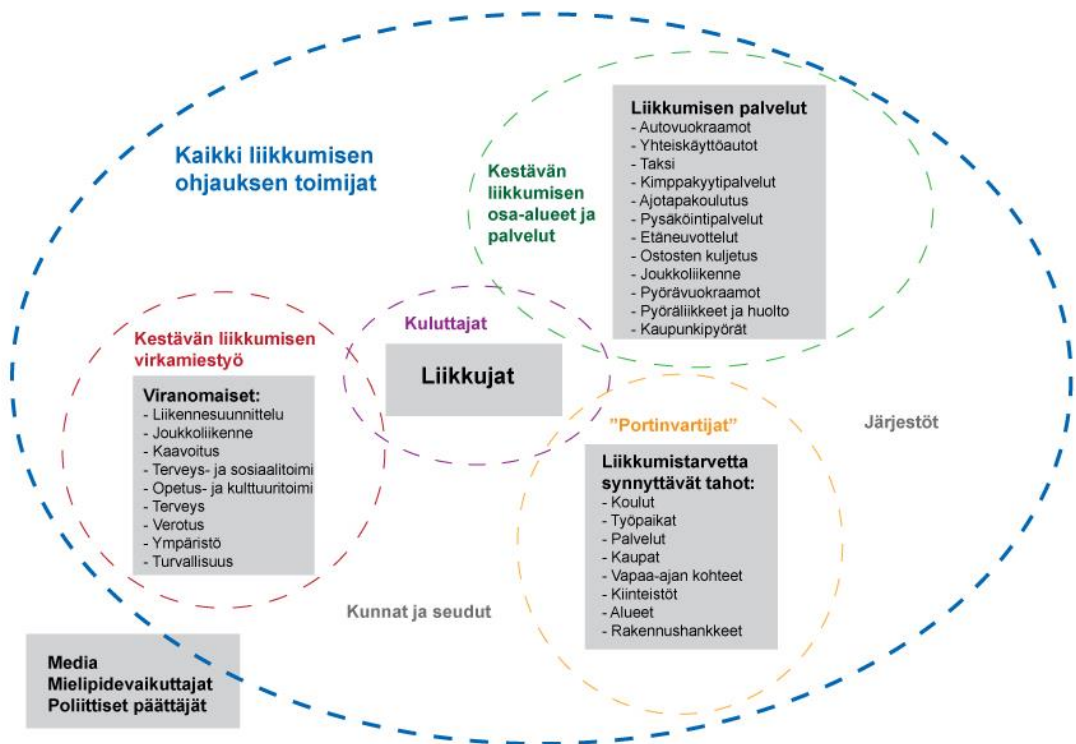 Kaikki liikkumisen
ohjauksen toimijat
Kestävän
liikkumisen
osa-alueet ja
palvelut
Liikkumisen palvelut
- Autovuokraamot
- Yhteiskäyttöautot
- Taksi
- Kimppakyytipalvelut
- Ajotapakoulutus
- Pysäköintipalvelut
- Etäneuvottelut
- Ostosten kuljetus
- Joukkoliikenne
- Pyörävuokraamot
- Pyöräliikkeet ja huolto
- Kaupunkipyörät
Kuluttajat
Liikkujat
Kestävän liikkumisen
virkamiestyö
Viranomaiset:
- Liikennesuunnittelu
- Joukkoliikenne
- Kaavoitus
- Terveys- ja sosiaalitoimi
- Opetus- ja kulttuuritoimi
- Terveys
- Verotus
- Ympäristö
- Turvallisuus
"Portinvartijat"
Liikkumistarvetta
synnyttävät tahot:
- Koulut
- Työpaikat
- Palvelut
- Kaupat
- Vapaa-ajan kohteet
- Kiinteistöt
- Alueet
- Rakennushankkeet
Järjestöt
Kunnat ja seudut
Media
Mielipidevaikuttajat
Poliittiset päättäjät